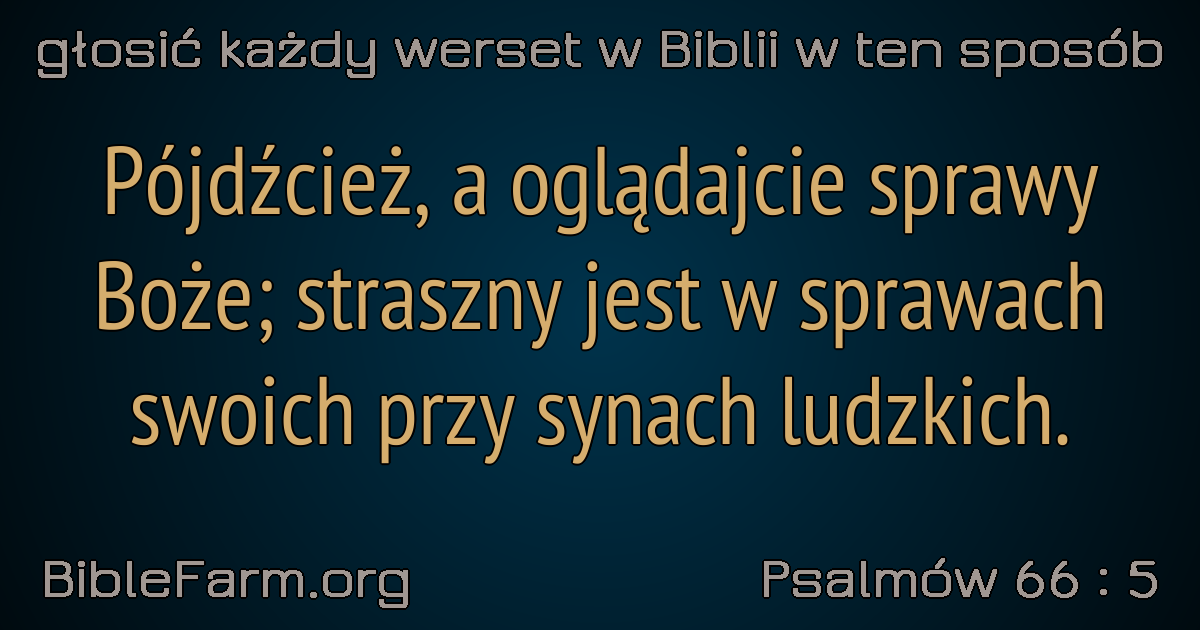 głosić każdy werset w Biblii w ten sposób
Pójdźcież, a oglądajcie sprawy
Boże; straszny jest w sprawach
swoich przy synach ludzkich.
BibleFarm.org
Psalmów 66 : 5